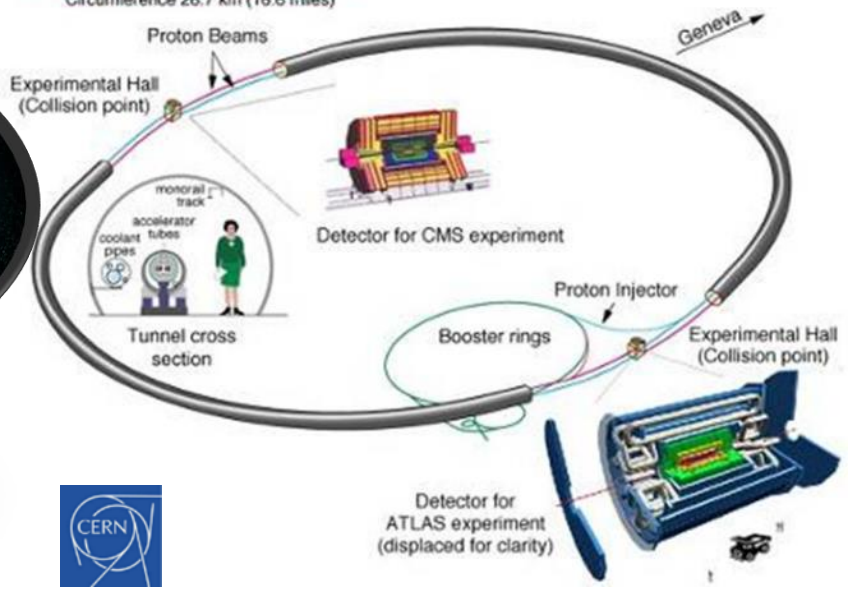 Circumference 26.7 km (16.6 miles)
Geneva
Proton Beams
Experimental Hall
(Collision point)
monorail
track
accelerator
tubes
coolant
pipes
Tunnel cross
section
Detector for CMS experiment
Proton Injector
Booster rings
Experimental Hall
(Collision point)
Detector for
ATLAS experiment
(displaced for clarity)
CERN